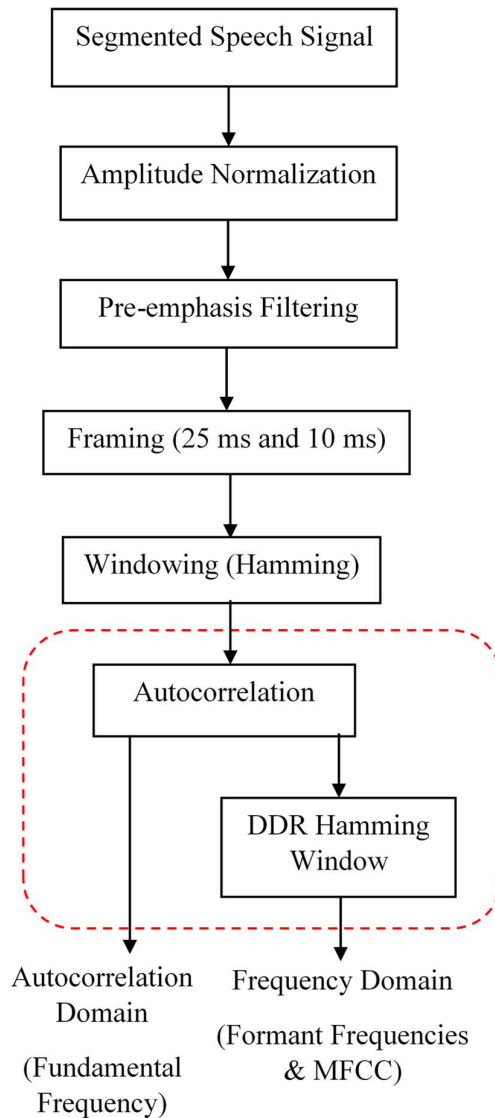 Segmented Speech Signal
Amplitude Normalization
Pre-emphasis Filtering
Framing (25 ms and 10 ms)
Windowing (Hamming)
Autocorrelation
DDR Hamming
Window
Autocorrelation
Domain
(Fundamental
Frequency)
Frequency Domain
(Formant Frequencies
& MFCC)